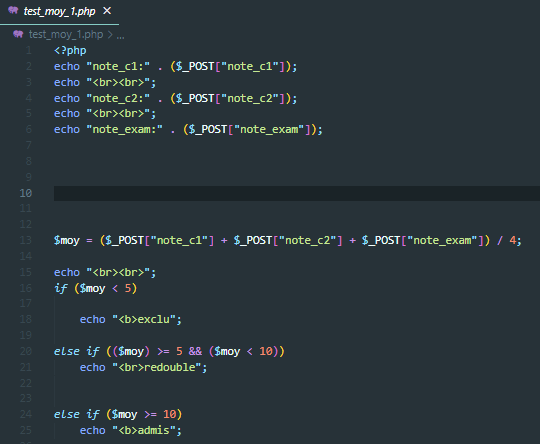 test_moy_1.php ×
test_moy_1.php > ...
1 <?php
2 echo "note_c1:" . ($_POST["note_c1"]);
3 echo "<br><br>";
4 echo "note_c2:" . ($_POST["note_c2"]);
5 echo "<br><br>";
6 echo "note_exam:" . ($_POST["note_exam"]);
7
8
9
10
11
12
13 $moy = ($_POST["note_c1"] + $_POST["note_c2"] + $_POST["note_exam"]) / 4;
14
15 echo "<br><br>";
16 if ($moy < 5)
17
18     echo "<b>exclu";
19
20 else if (($moy) >= 5 && ($moy < 10))
21     echo "<br>redouble";
22
23
24 else if ($moy >= 10)
25     echo "<b>admis";